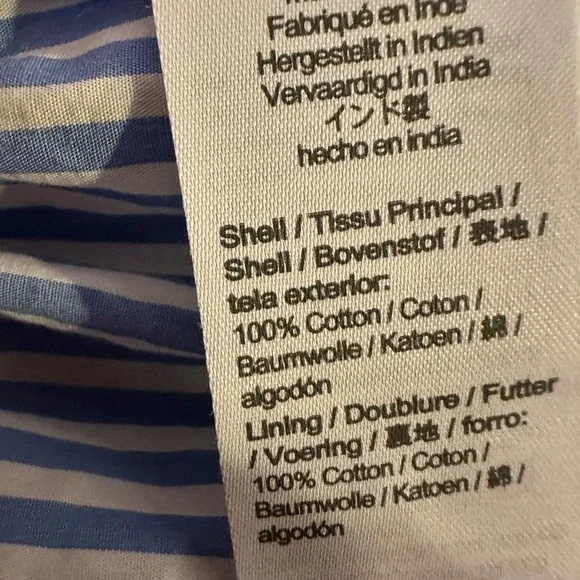 Fabriqué en Inde
Hergestellt in Indien
Vervaardigd in India
インド製
hecho en india
Shell / Tissu Principal /
Shell / Bovenstof / 表地 /
tela exterior:
100% Cotton / Coton /
Baumwolle / Katoen / 綿 /
algodón
Lining / Doublure / Futter
/ Voering / 裏地 / forro:
100% Cotton / Coton /
Baumwolle / Katoen / 綿 /
algodón